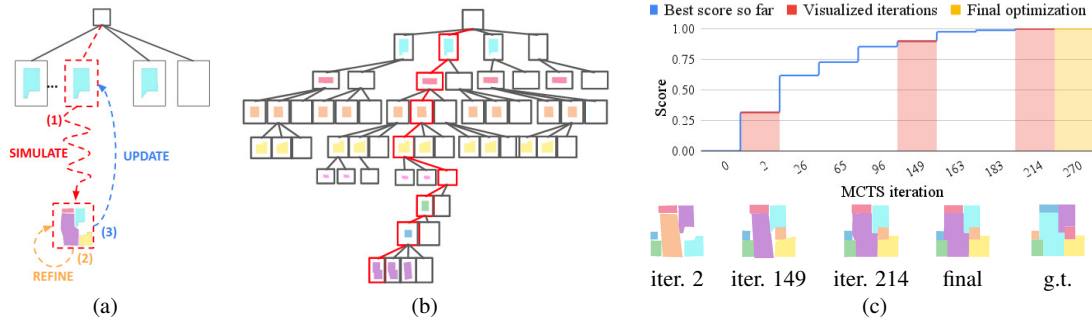 ...
(1)
SIMULATE
UPDATE
(3)
(2)
REFINE
(a)
(b)
Best score so far
Visualized iterations
Final optimization
1.00
0.75
0.50
0.25
0.00
Score
0 2 26 65 96 149 163 183 214 270
MCTS iteration
iter. 2 iter. 149 iter. 214 final g.t.
(c)